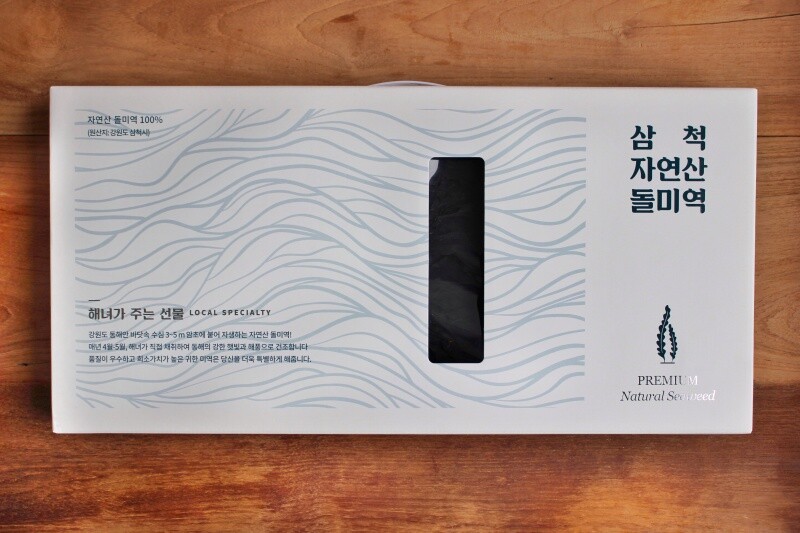 자연산 돌미역 100%
(원산지; 강원도 삼척시)
삼 척
자연산
돌미역
해녀가 주는 선물 LOCAL SPECIALTY
강원도 동해안 바닷속 수심 3~5m 암초에 붙어 자생하는 자연산 돌미역!
매년 4월-5월, 해녀가 직접 채취하여 동해의 강한 햇빛과 해풍으로 건조합니다
품질이 우수하고 희소가치가 높은 귀한 미역은 당신을 더욱 특별하게 해줍니다.
PREMIUM
Natural Seaweed